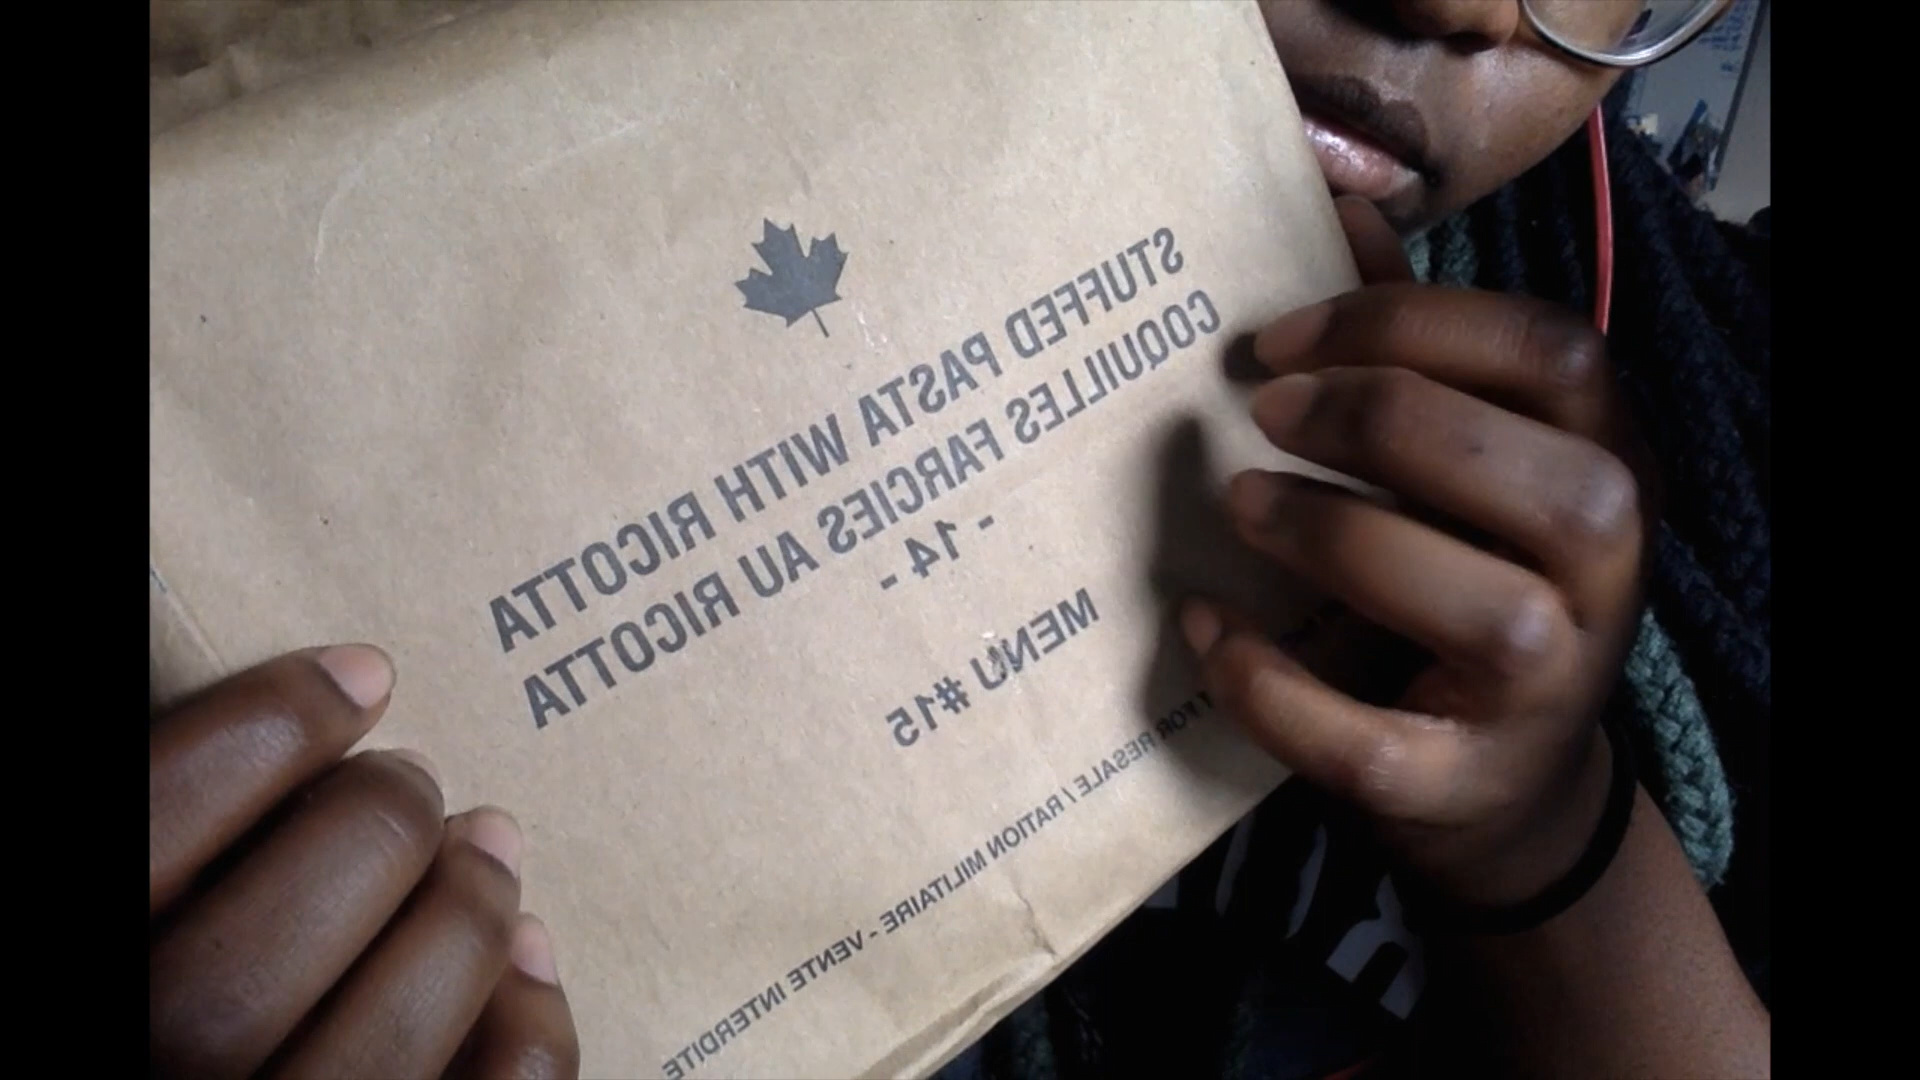 STUFFED PASTA WITH RICOTTA
COQUILLES FARCIES AU RICOTTA
- 14 -
MENU #15
FOR RESALE / RATION MILITAIRE - VENTE INTERDITE